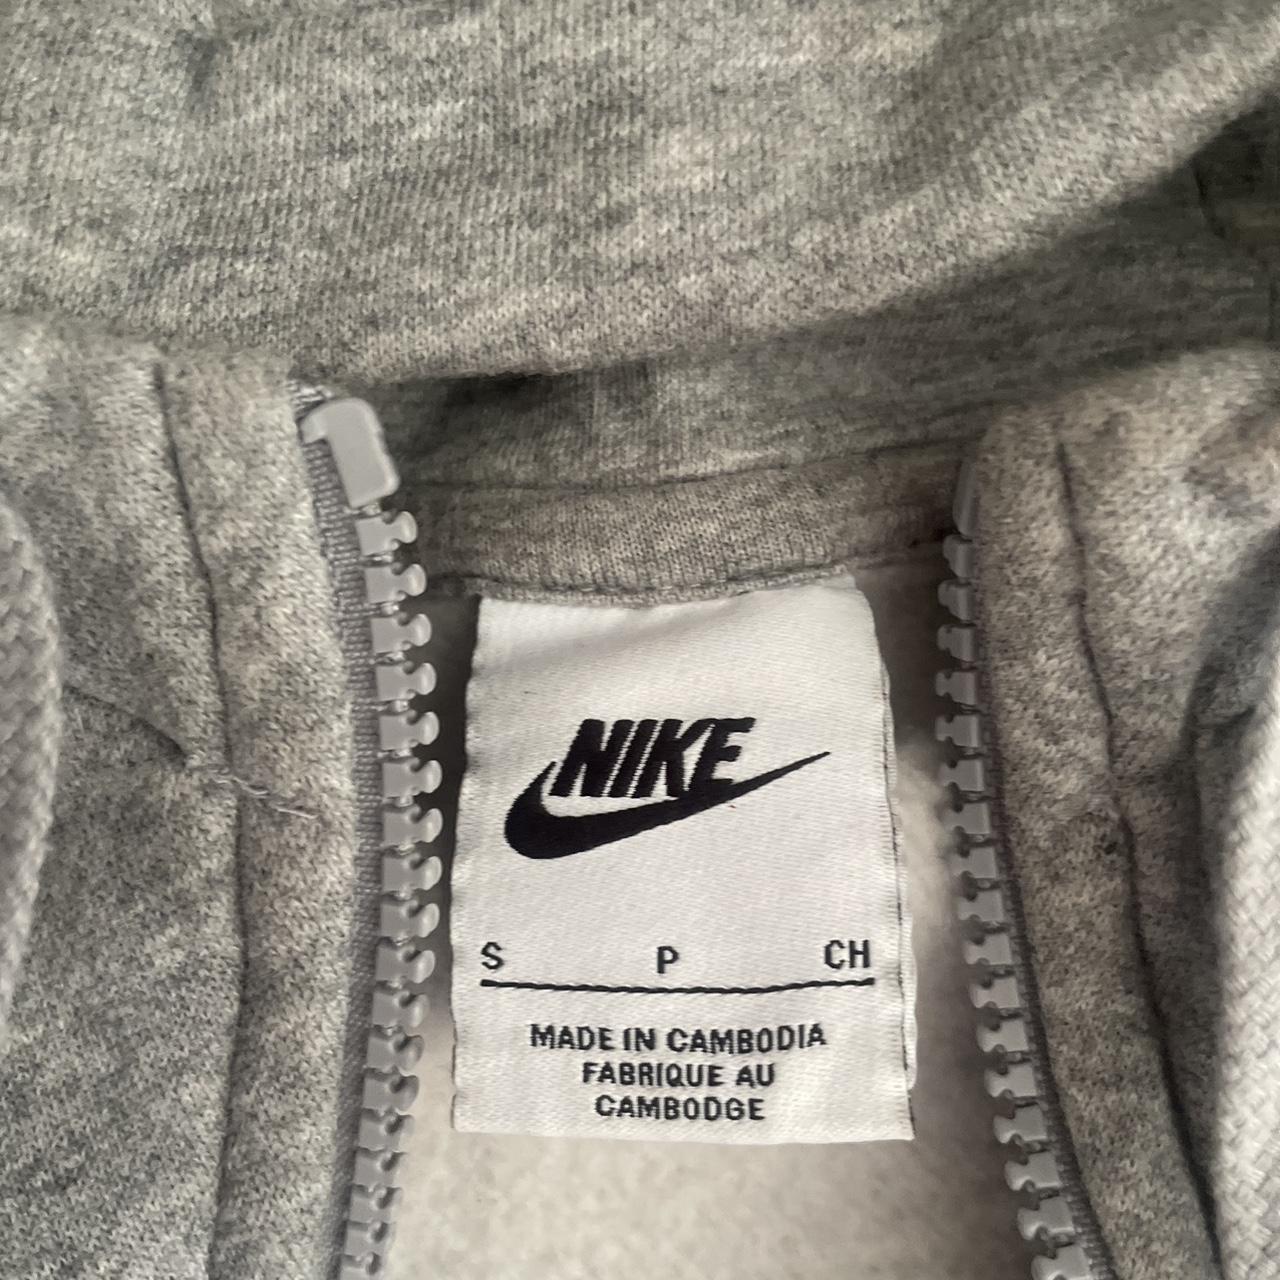 NIKE
S P CH
MADE IN CAMBODIA
FABRIQUE AU
CAMBODGE